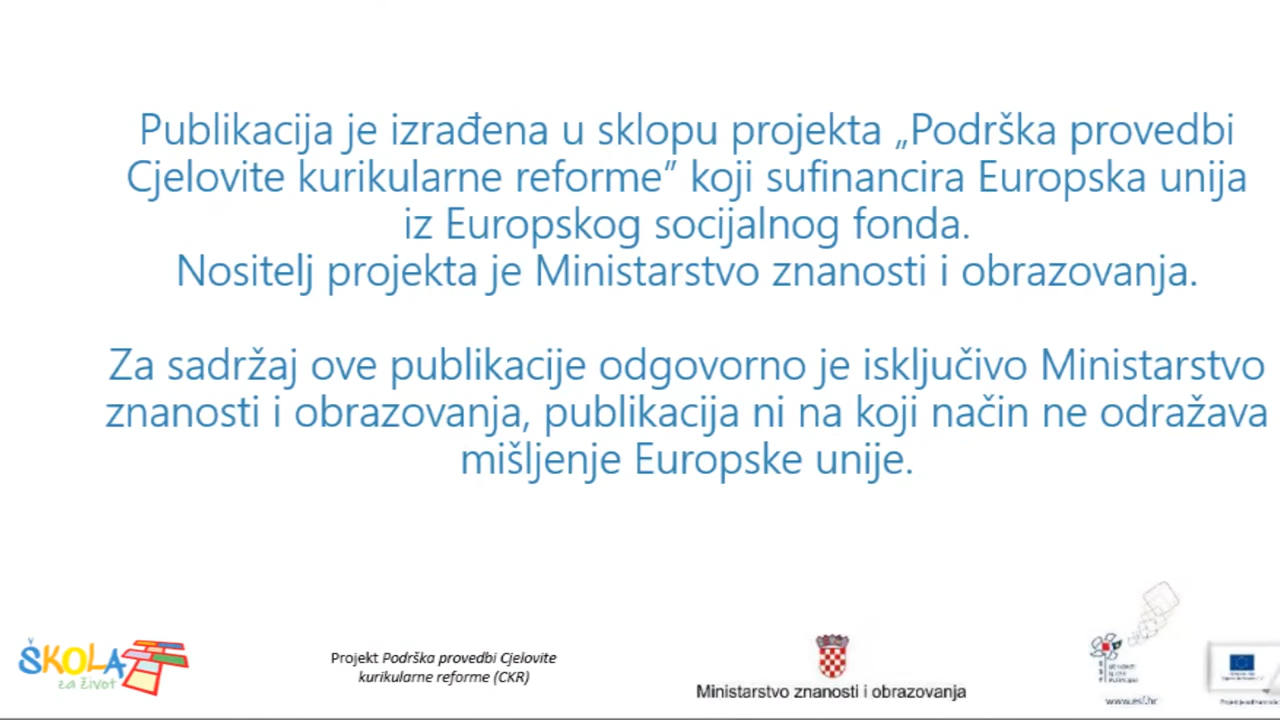 Publikacija je izrađena u sklopu projekta „Podrška provedbi
Cjelovite kurikularne reforme” koji sufinancira Europska unija
iz Europskog socijalnog fonda.
Nositelj projekta je Ministarstvo znanosti i obrazovanja.
Za sadržaj ove publikacije odgovorno je isključivo Ministarstvo
znanosti i obrazovanja, publikacija ni na koji način ne odražava
mišljenje Europske unije.
ŠKOLA
za život
Projekt Podrška provedbi Cjelovite
kurikularne reforme (CKR)
Ministarstvo znanosti i obrazovanja
www.esf.hr